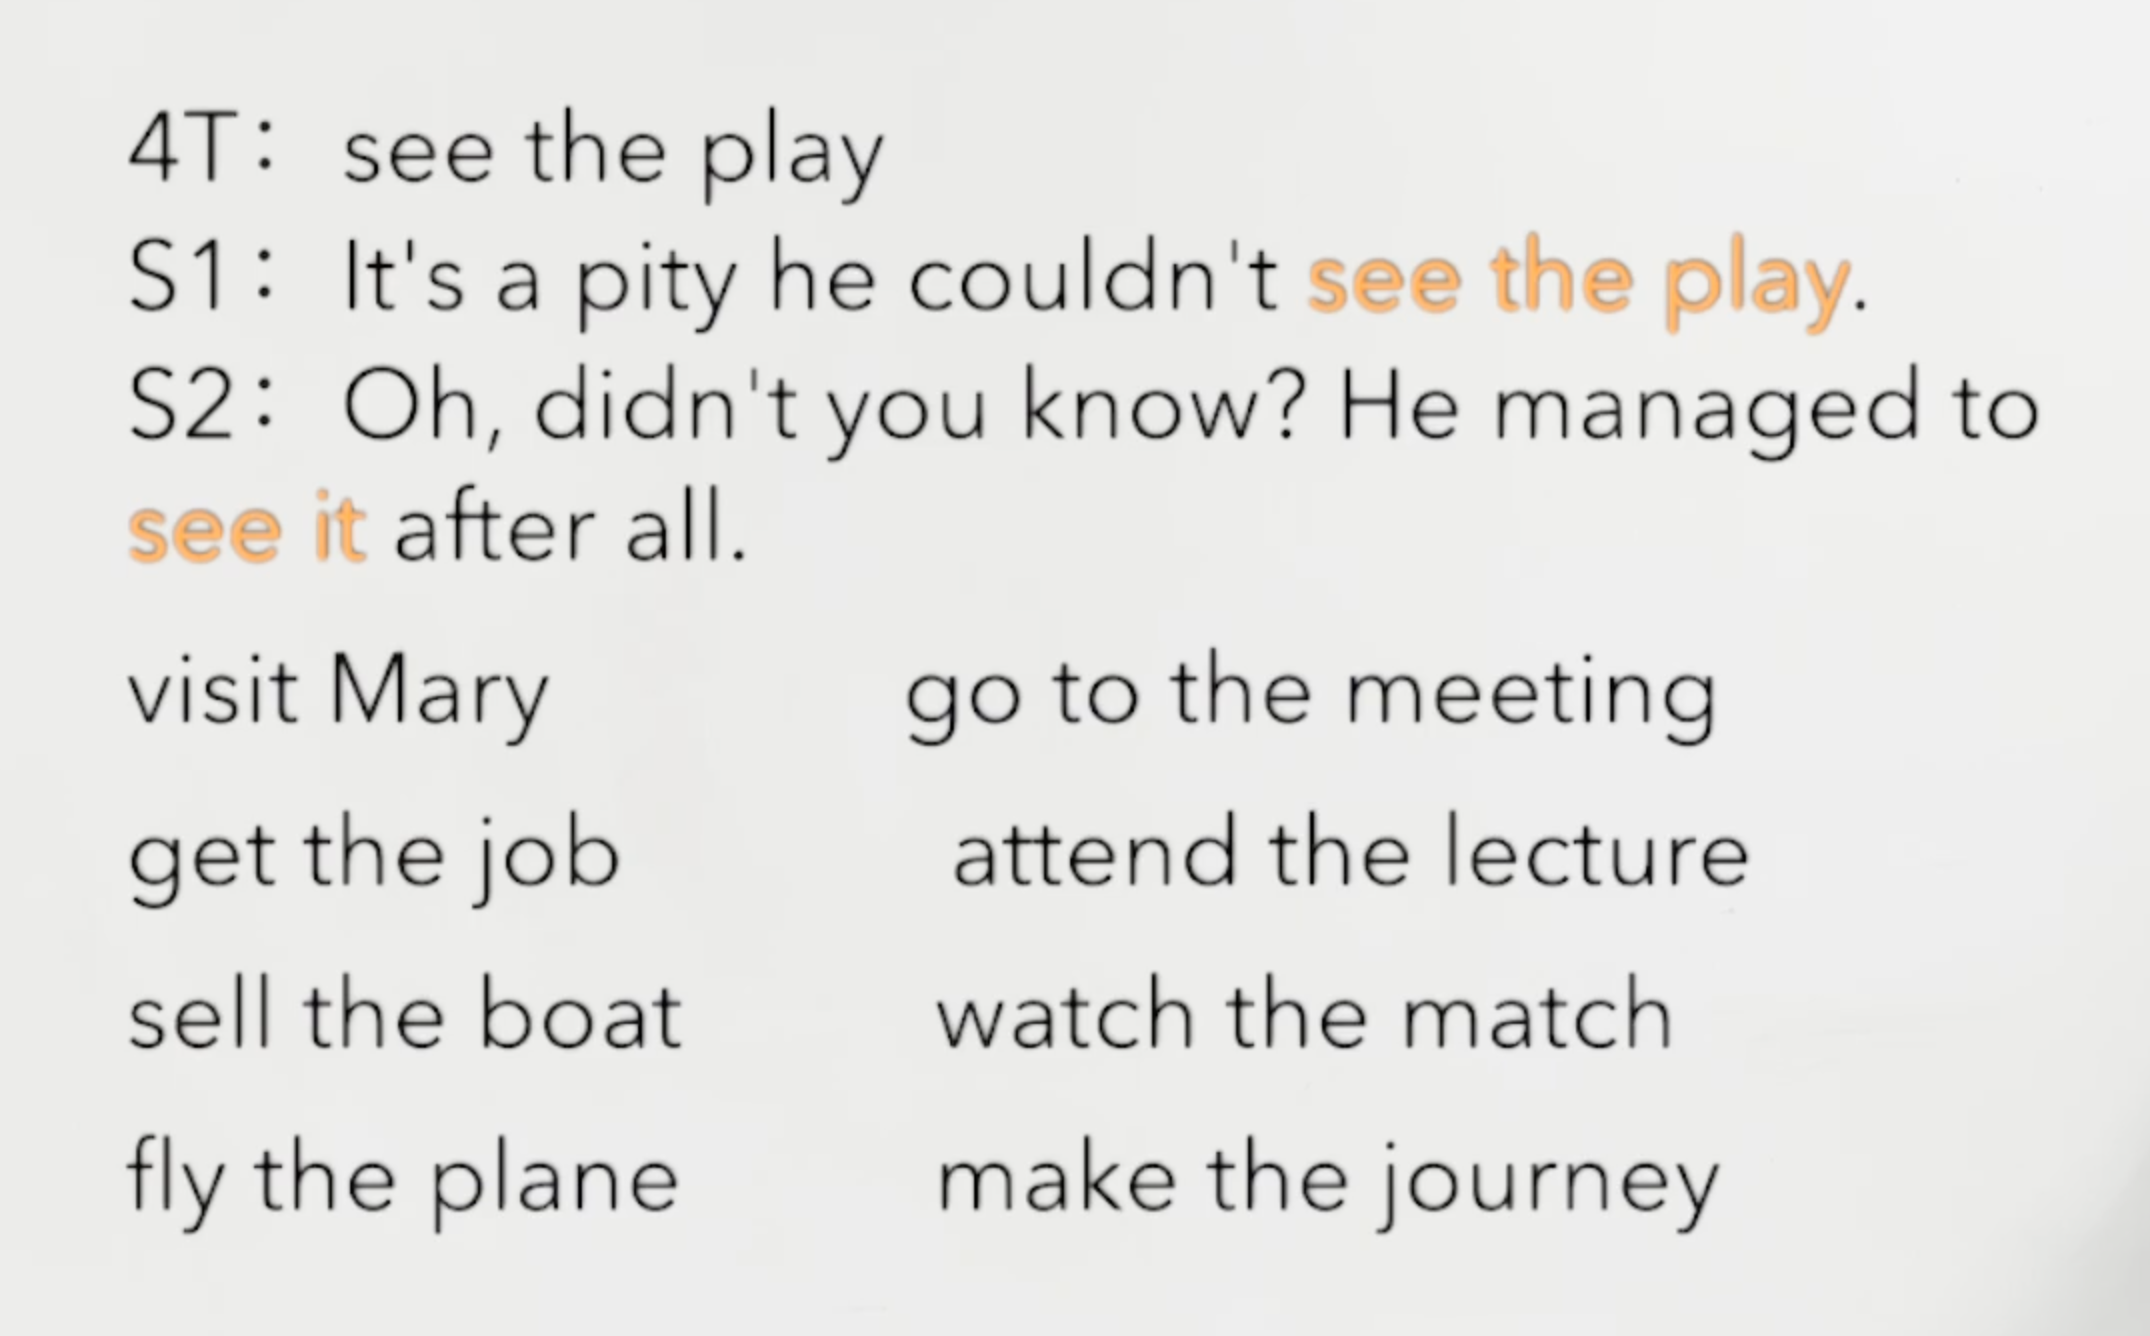 4T: see the play
S1: It's a pity he couldn't see the play.
S2: Oh, didn't you know? He managed to
see it after all.
visit Mary go to the meeting
get the job attend the lecture
sell the boat watch the match
fly the plane make the journey